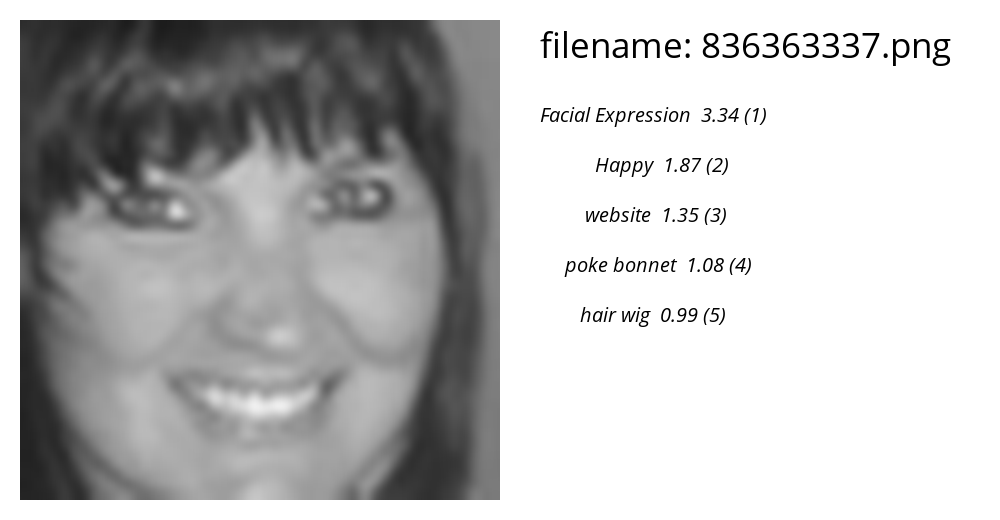 filename: 836363337.png
Facial Expression 3.34 (1)
Happy 1.87 (2)
website 1.35 (3)
poke bonnet 1.08 (4)
hair wig 0.99 (5)